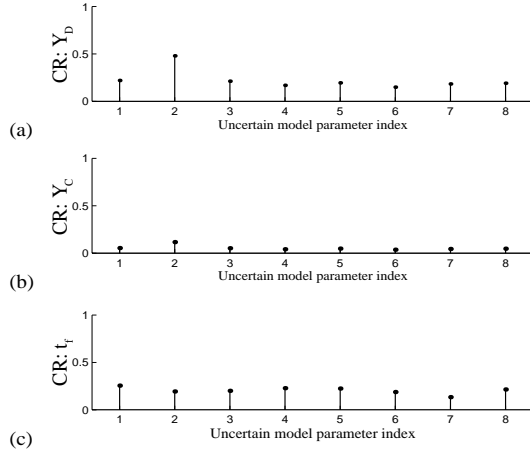 1
CR: Y_D
0.5
0
1 2 3 4 5 6 7 8
(a)
Uncertain model parameter index
1
CR: Y_C
0.5
0
1 2 3 4 5 6 7 8
(b)
Uncertain model parameter index
1
CR: t_f
0.5
0
1 2 3 4 5 6 7 8
(c)
Uncertain model parameter index